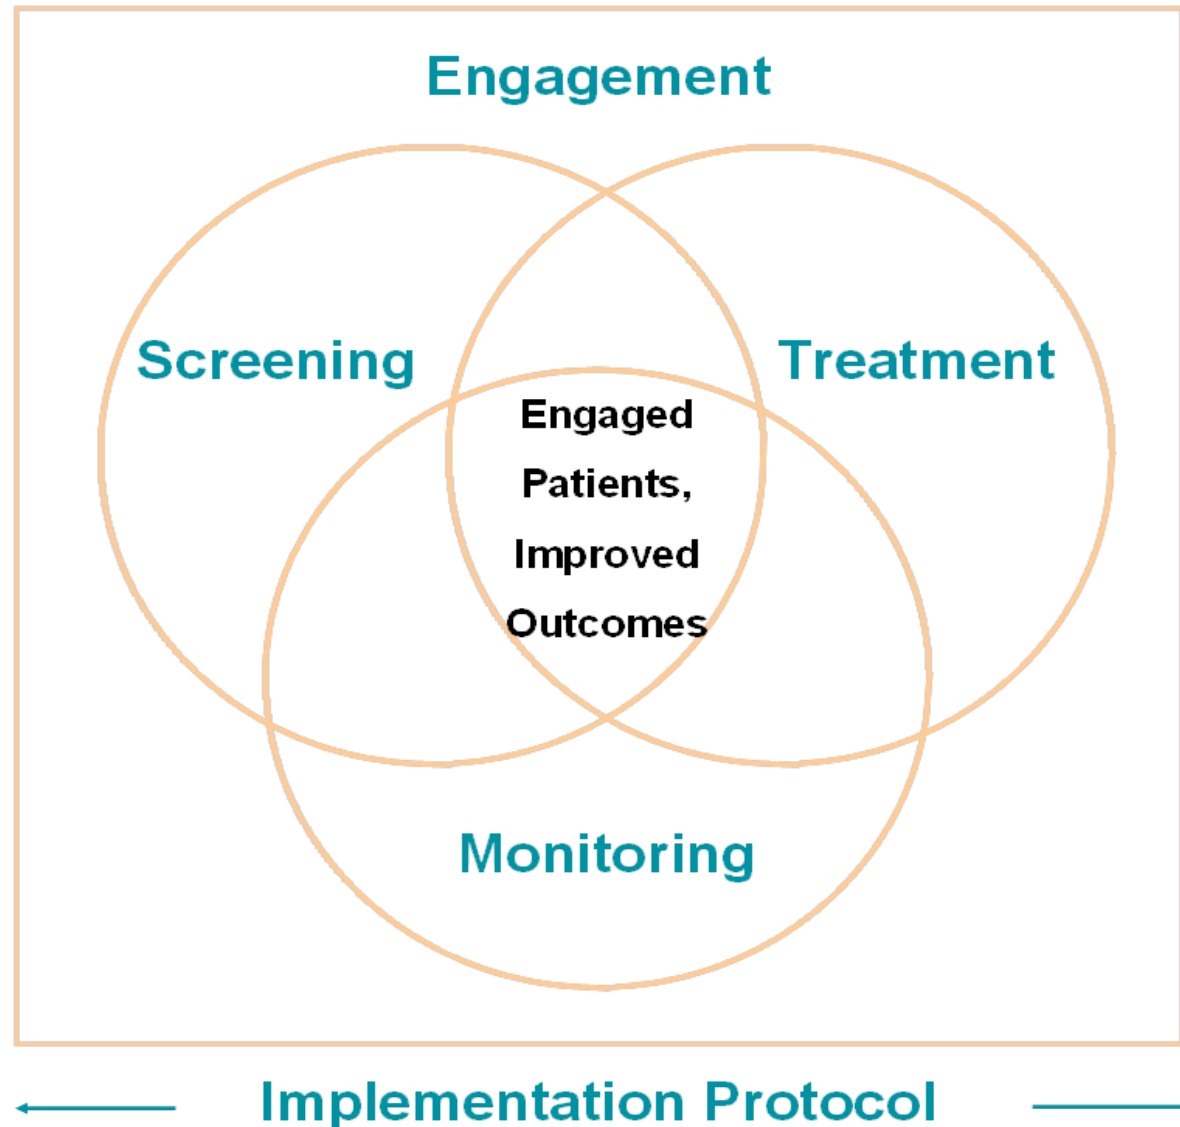 Engagement
Screening
Treatment
Engaged
Patients,
Improved
Outcomes
Monitoring
Implementation Protocol